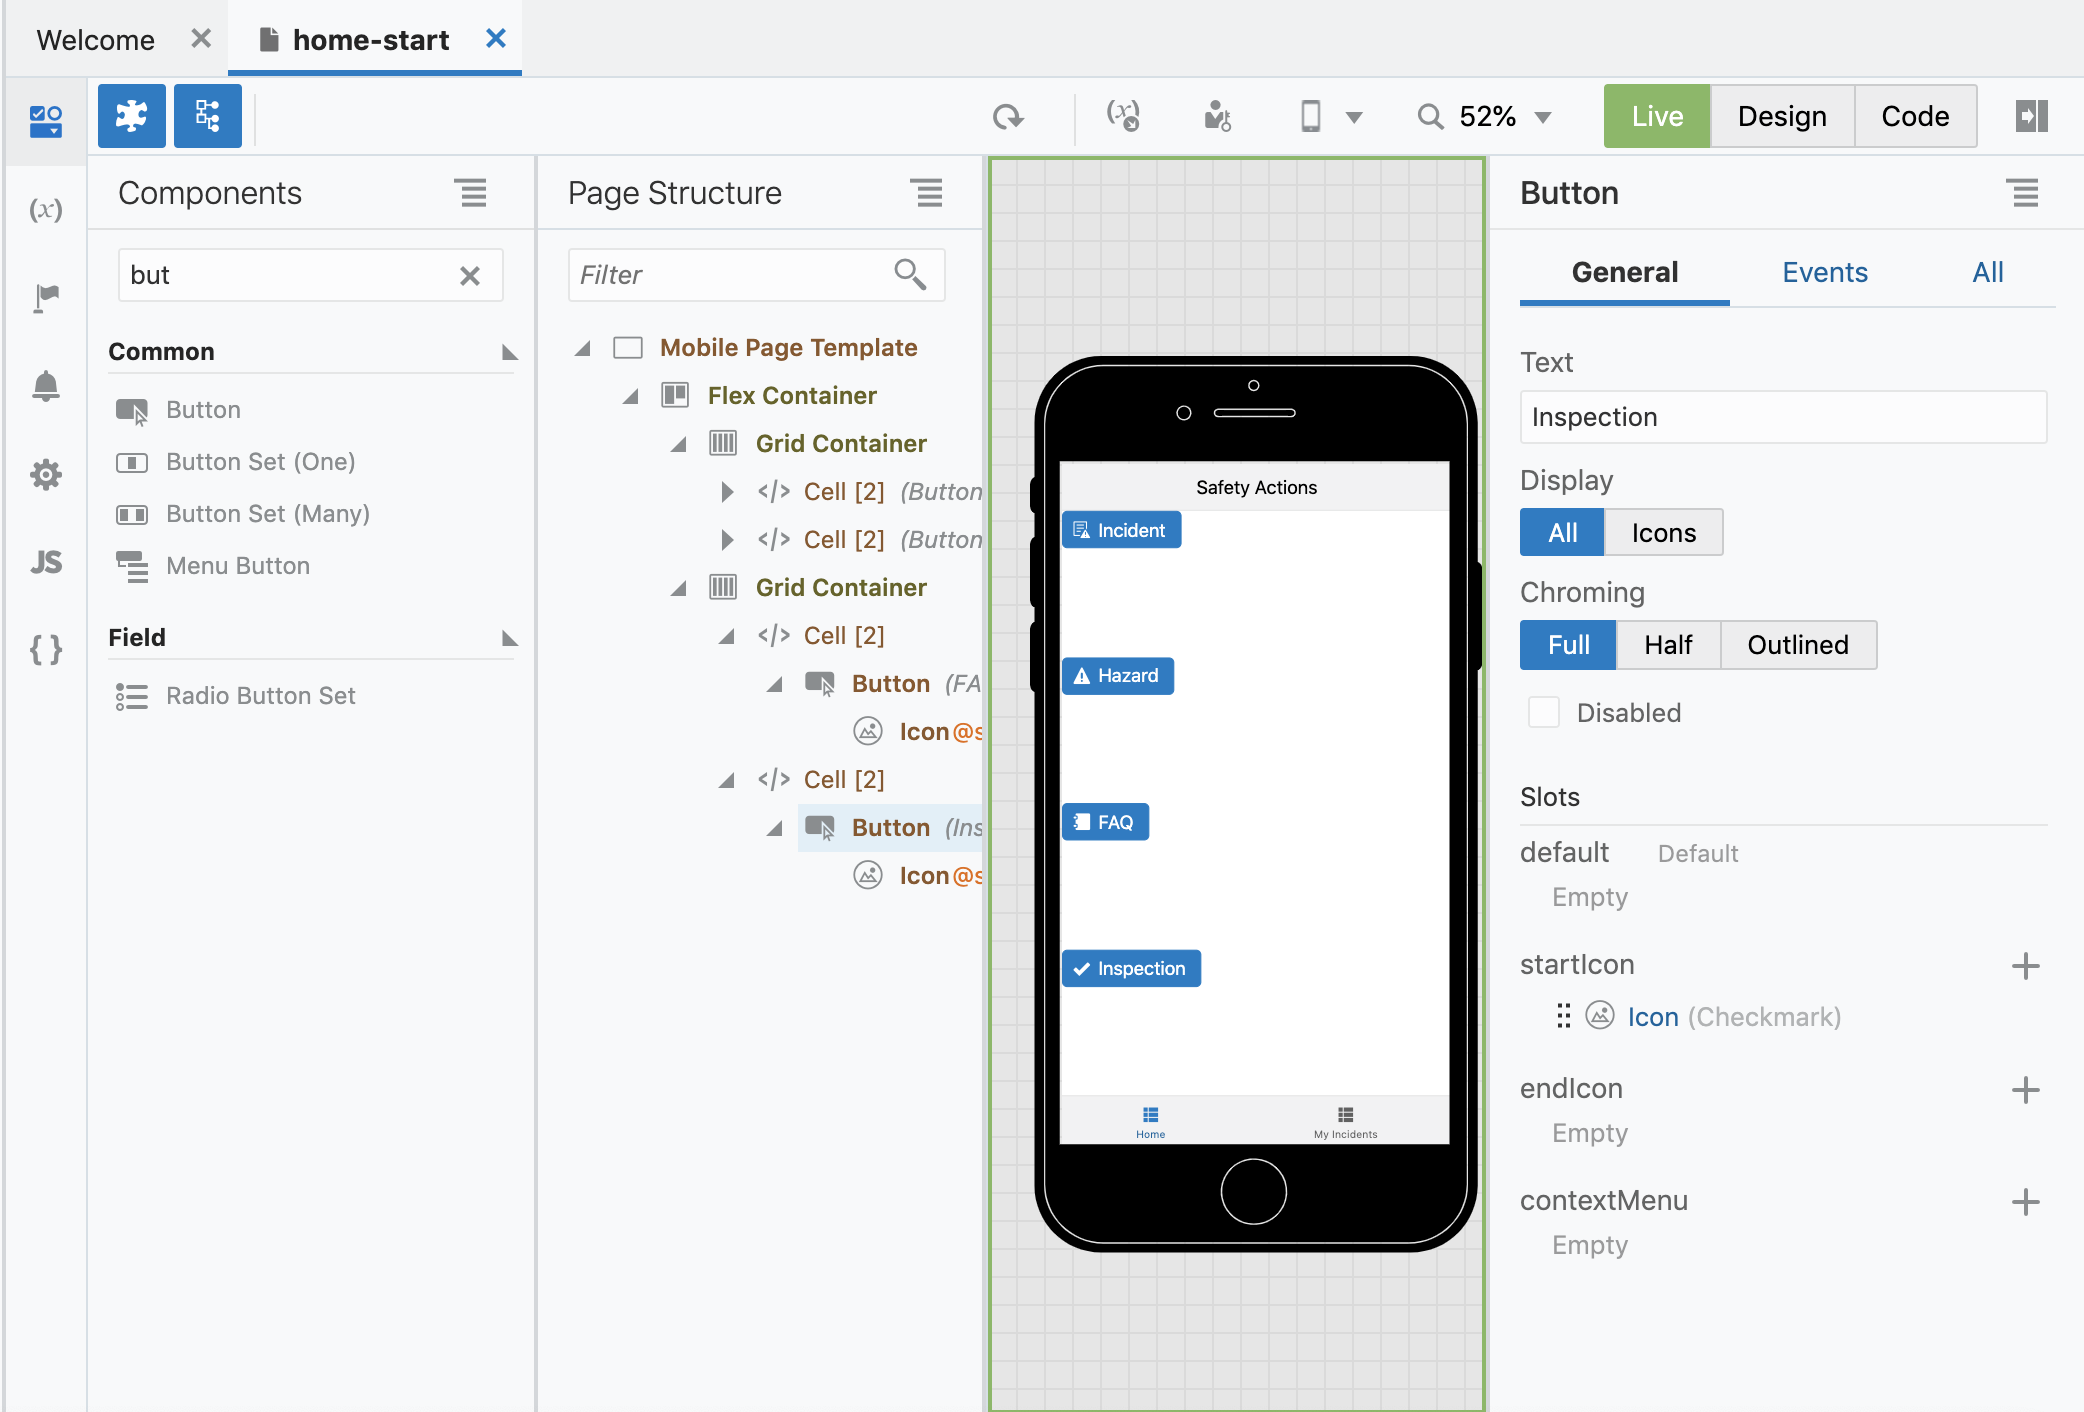 Welcome
home-start
52%
Live
Design
Code
Components
but
Common
Button
Button Set (One)
Button Set (Many)
Menu Button
Field
Radio Button Set
(x)
JS
{ }
Page Structure
Filter
Mobile Page Template
Flex Container
Grid Container
</> Cell [2] (Button
</> Cell [2] (Button
Grid Container
</> Cell [2]
Button (FA
Icon@s
</> Cell [2]
Button (Ins
Icon@s
Safety Actions
Incident
Hazard
FAQ
Inspection
Home
My Incidents
Button
General
Events
All
Text
Inspection
Display
All
Icons
Chroming
Full
Half
Outlined
Disabled
Slots
default Default
Empty
startIcon
Icon (Checkmark)
endIcon
Empty
contextMenu
Empty